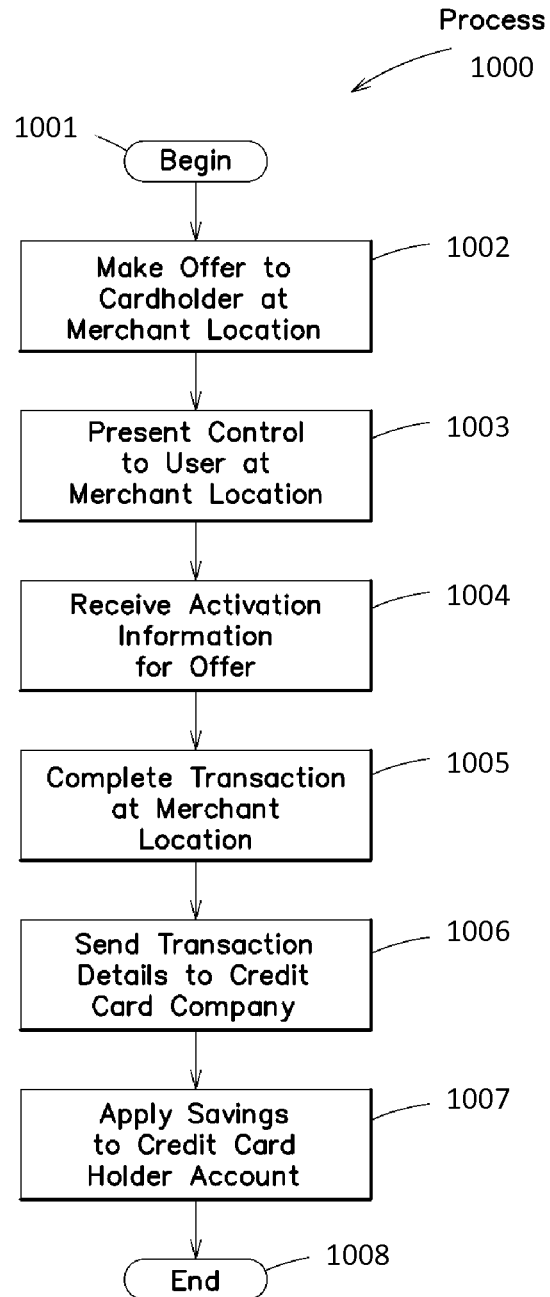 Process
1000
1001
Begin
1002
Make Offer to
Cardholder at
Merchant Location
1003
Present Control
to User at
Merchant Location
1004
Receive Activation
Information
for Offer
1005
Complete Transaction
at Merchant
Location
1006
Send Transaction
Details to Credit
Card Company
1007
Apply Savings
to Credit Card
Holder Account
1008
End